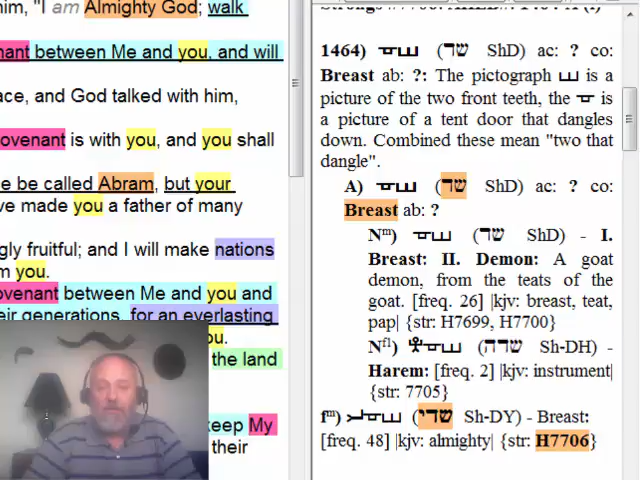 him, "I am Almighty God; walk
nant between Me and you, and will
ace, and God talked with him,
ovenant is with you, and you shall
e be called Abram, but your
ve made you a father of many
gly fruitful; and I will make nations
m you.
ovenant between Me and you and
eir generations, for an everlasting
ou.
the land
keep My
their
1464) (שד ShD) ac: ? co:
Breast ab: ?: The pictograph is a
picture of the two front teeth, the is
a picture of a tent door that dangles
down. Combined these mean "two that
dangle".
A) (שד ShD) ac: ? co:
Breast ab: ?
Nm) (שד ShD) - I.
Breast: II. Demon: A goat
demon, from the teats of the
goat. [freq. 26] |kjv: breast, teat,
pap| {str: H7699, H7700}
Nf1) (שדה Sh-DH) -
Harem: [freq. 2] |kjv: instrument|
{str: 7705}
fm) (שדי Sh-DY) - Breast:
[freq. 48] |kjv: almighty| {str: H7706}